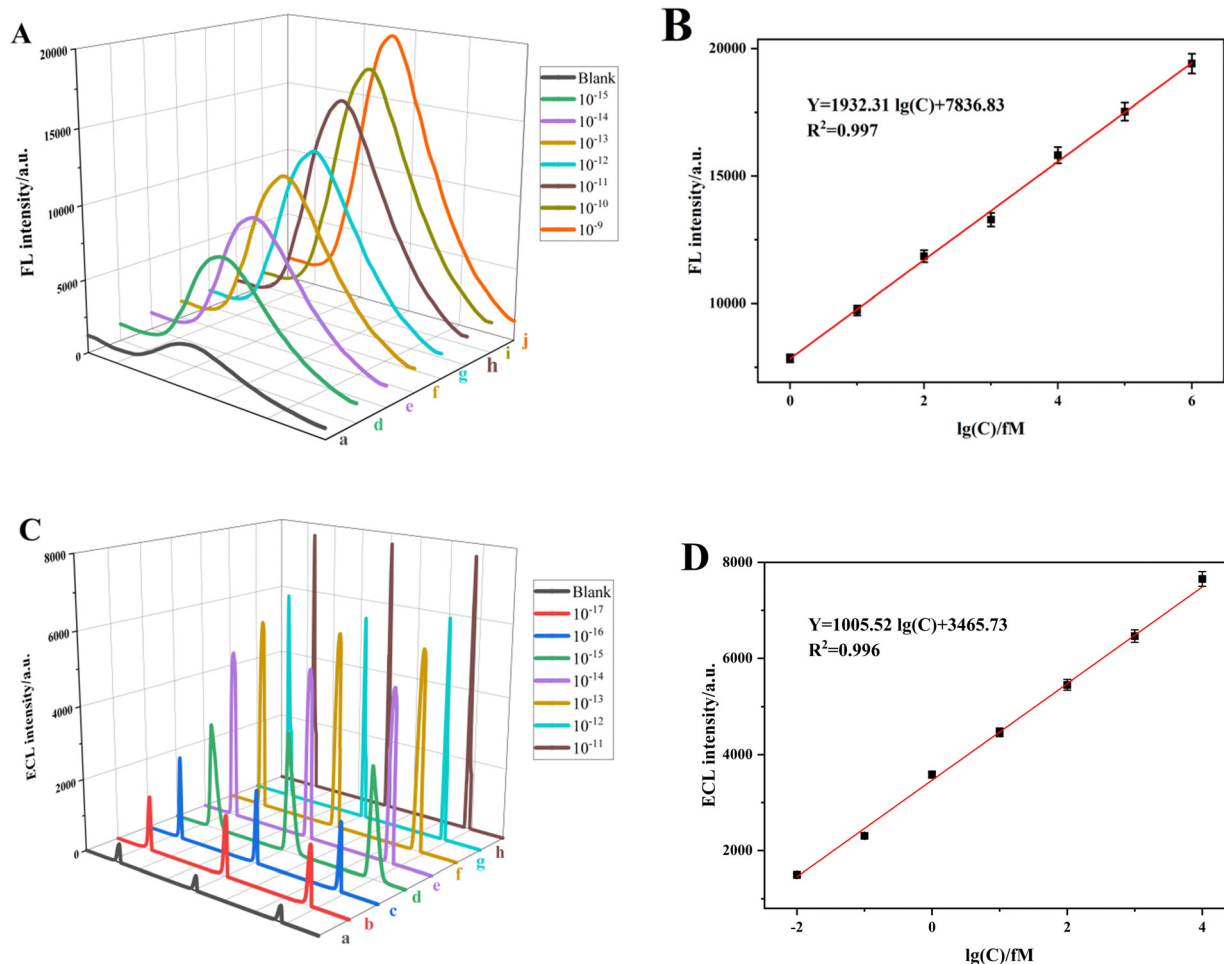 A
20000
15000
10000
5000
0
FL intensity/a.u.
Blank
10-15
10-14
10-13
10-12
10-11
10-10
10-9
a
d
e
f
g
h
i
j
B
20000
15000
10000
FL intensity/a.u.
Y=1932.31 lg(C)+7836.83
R2=0.997
0 2 4 6
lg(C)/fM
C
8000
6000
4000
2000
0
ECL intensity/a.u.
Blank
10-17
10-16
10-15
10-14
10-13
10-12
10-11
a
b
c
d
e
f
g
h
D
8000
6000
4000
2000
ECL intensity/a.u.
Y=1005.52 lg(C)+3465.73
R2=0.996
-2 0 2 4
lg(C)/fM